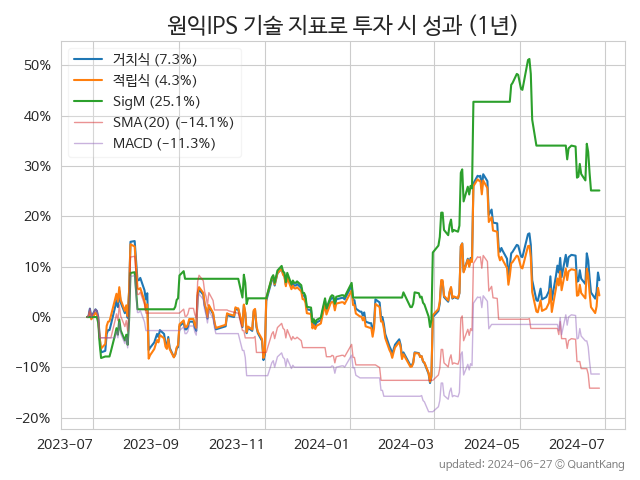 원익IPS 기술 지표로 투자 시 성과 (1년)
거치식 (7.3%)
적립식 (4.3%)
SigM (25.1%)
SMA(20) (−14.1%)
MACD (−11.3%)
50%
40%
30%
20%
10%
0%
−10%
−20%
2023-07 2023-09 2023-11 2024-01 2024-03 2024-05 2024-07
updated: 2024-06-27 © QuantKang